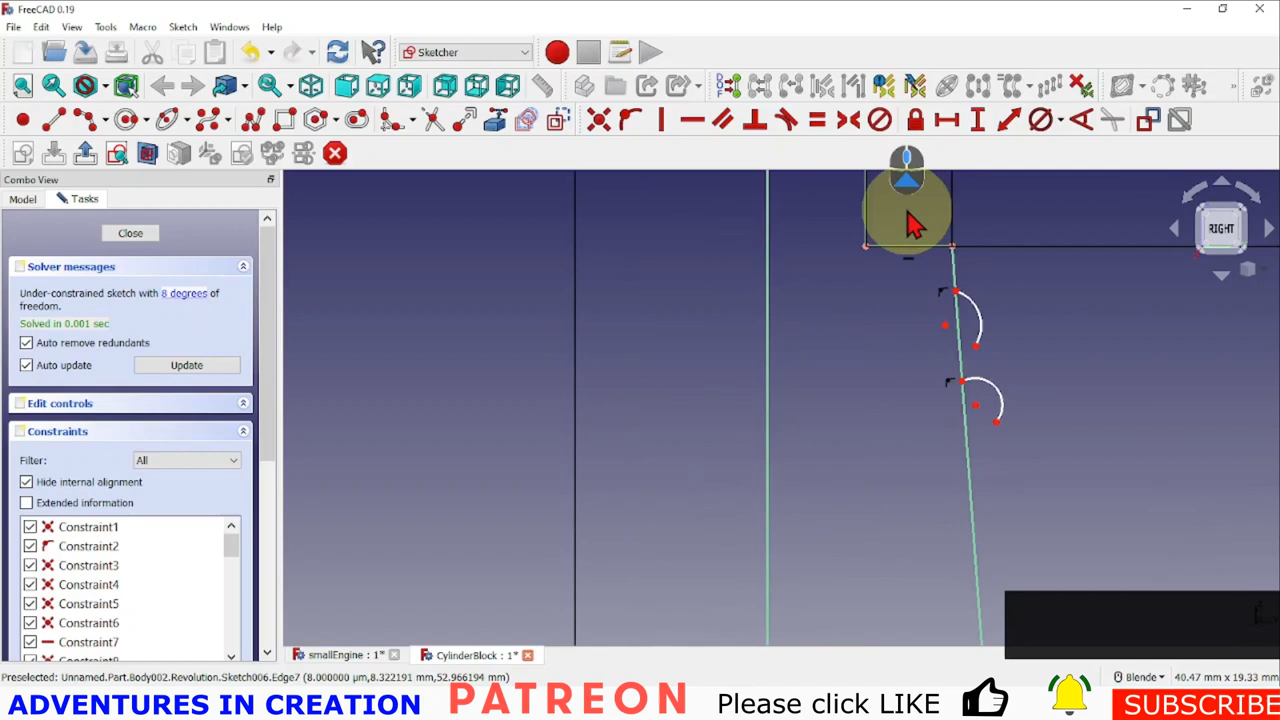 FreeCAD 0.19
File Edit View Tools Macro Sketch Windows Help
Sketcher
Combo View
Model Tasks
Close
Solver messages
Under-constrained sketch with 8 degrees of
freedom.
Solved in 0.001 sec
Auto remove redundants
Auto update Update
Edit controls
Constraints
Filter: All
Hide internal alignment
Extended information
Constraint1
Constraint2
Constraint3
Constraint4
Constraint5
Constraint6
Constraint7
RIGHT
smallEngine : 1*
CylinderBlock : 1*
Preselected: Unnamed.Part.Body002.Revolution.Sketch006.Edge7 (8.000000 µm,8.322191 mm,52.966194 mm)
Blende
40.47 mm x 19.33 mm
ADVENTURES IN CREATION PATREON Please click LIKE SUBSCRIBE